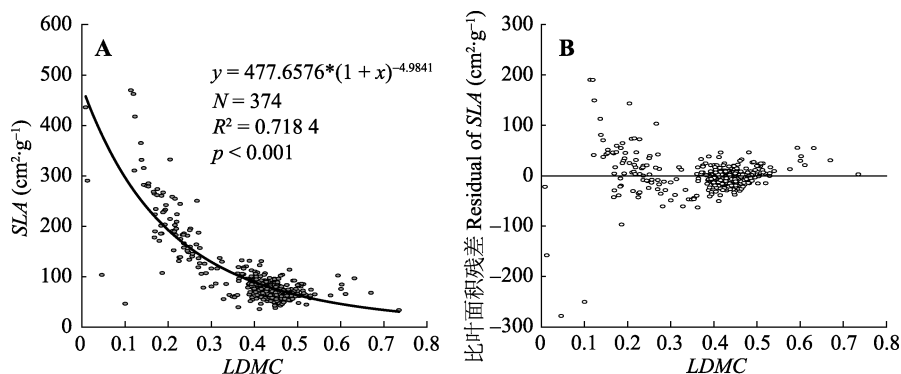 A
y = 477.6576*(1 + x)⁻⁴·⁹⁸⁴¹
N = 374
R² = 0.718 4
p < 0.001
600
500
400
300
200
100
0
SLA (cm²·g⁻¹)
0 0.1 0.2 0.3 0.4 0.5 0.6 0.7 0.8
LDMC
B
300
200
100
0
−100
−200
−300
比叶面积残差 Residual of SLA (cm²·g⁻¹)
0 0.1 0.2 0.3 0.4 0.5 0.6 0.7 0.8
LDMC